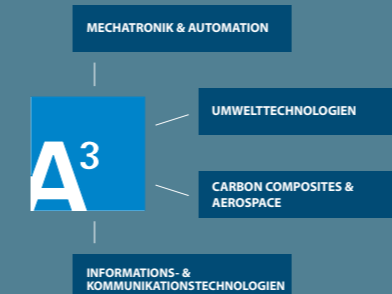 MECHATRONIK & AUTOMATION
UMWELTTECHNOLOGIEN
A³
CARBON COMPOSITES &
AEROSPACE
INFORMATIONS- &
KOMMUNIKATIONSTECHNOLOGIEN